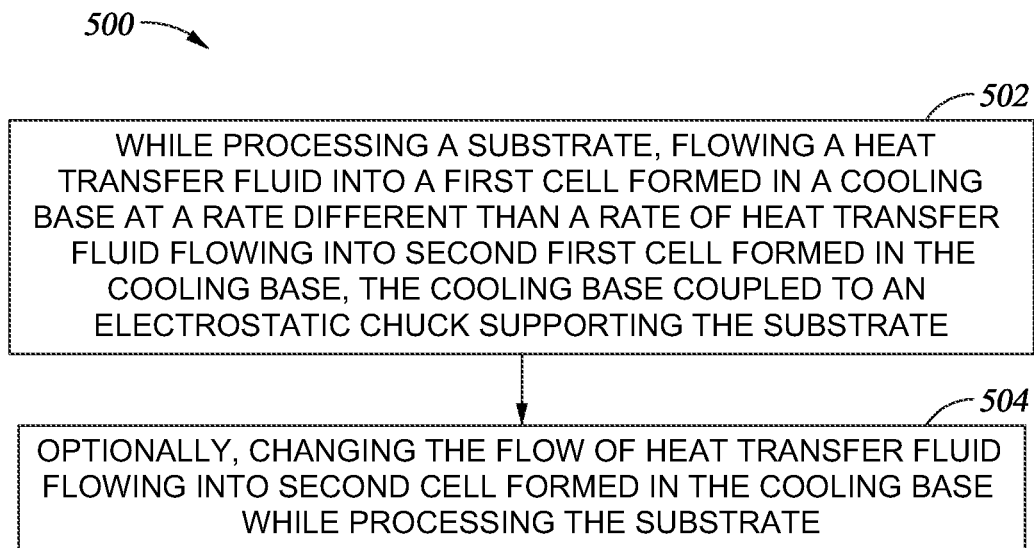 500
502
WHILE PROCESSING A SUBSTRATE, FLOWING A HEAT
TRANSFER FLUID INTO A FIRST CELL FORMED IN A COOLING
BASE AT A RATE DIFFERENT THAN A RATE OF HEAT TRANSFER
FLUID FLOWING INTO SECOND FIRST CELL FORMED IN THE
COOLING BASE, THE COOLING BASE COUPLED TO AN
ELECTROSTATIC CHUCK SUPPORTING THE SUBSTRATE
504
OPTIONALLY, CHANGING THE FLOW OF HEAT TRANSFER FLUID
FLOWING INTO SECOND CELL FORMED IN THE COOLING BASE
WHILE PROCESSING THE SUBSTRATE